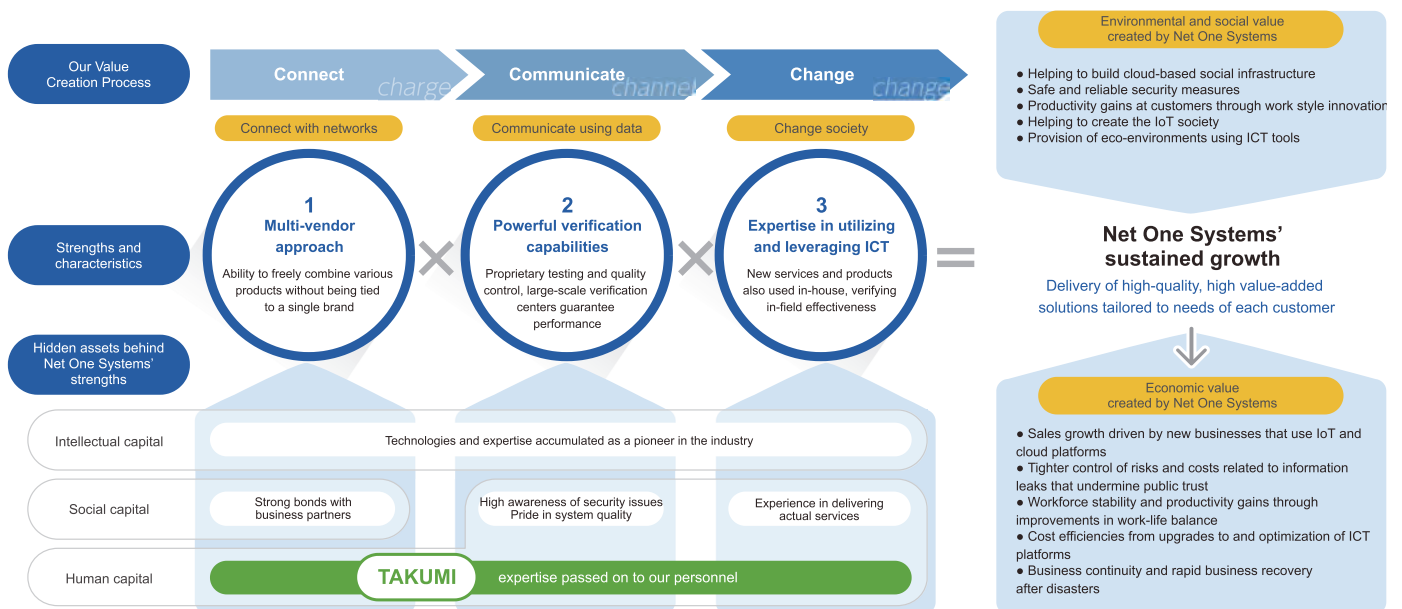 Our Value
Creation Process
Connect
charge
Communicate
channel
Change
change
Connect with networks
Communicate using data
Change society
Strengths and
characteristics
1
Multi-vendor
approach
Ability to freely combine various
products without being tied
to a single brand
×
2
Powerful verification
capabilities
Proprietary testing and quality
control, large-scale verification
centers guarantee
performance
×
3
Expertise in utilizing
and leveraging ICT
New services and products
also used in-house, verifying
in-field effectiveness
=
Hidden assets behind
Net One Systems’
strengths
Intellectual capital
Technologies and expertise accumulated as a pioneer in the industry
Social capital
Strong bonds with
business partners
High awareness of security issues
Pride in system quality
Experience in delivering
actual services
Human capital
TAKUMI
expertise passed on to our personnel
Environmental and social value
created by Net One Systems
● Helping to build cloud-based social infrastructure
● Safe and reliable security measures
● Productivity gains at customers through work style innovation
● Helping to create the IoT society
● Provision of eco-environments using ICT tools
Net One Systems’
sustained growth
Delivery of high-quality, high value-added
solutions tailored to needs of each customer
Economic value
created by Net One Systems
● Sales growth driven by new businesses that use IoT and
cloud platforms
● Tighter control of risks and costs related to information
leaks that undermine public trust
● Workforce stability and productivity gains through
improvements in work-life balance
● Cost efficiencies from upgrades to and optimization of ICT
platforms
● Business continuity and rapid business recovery
after disasters